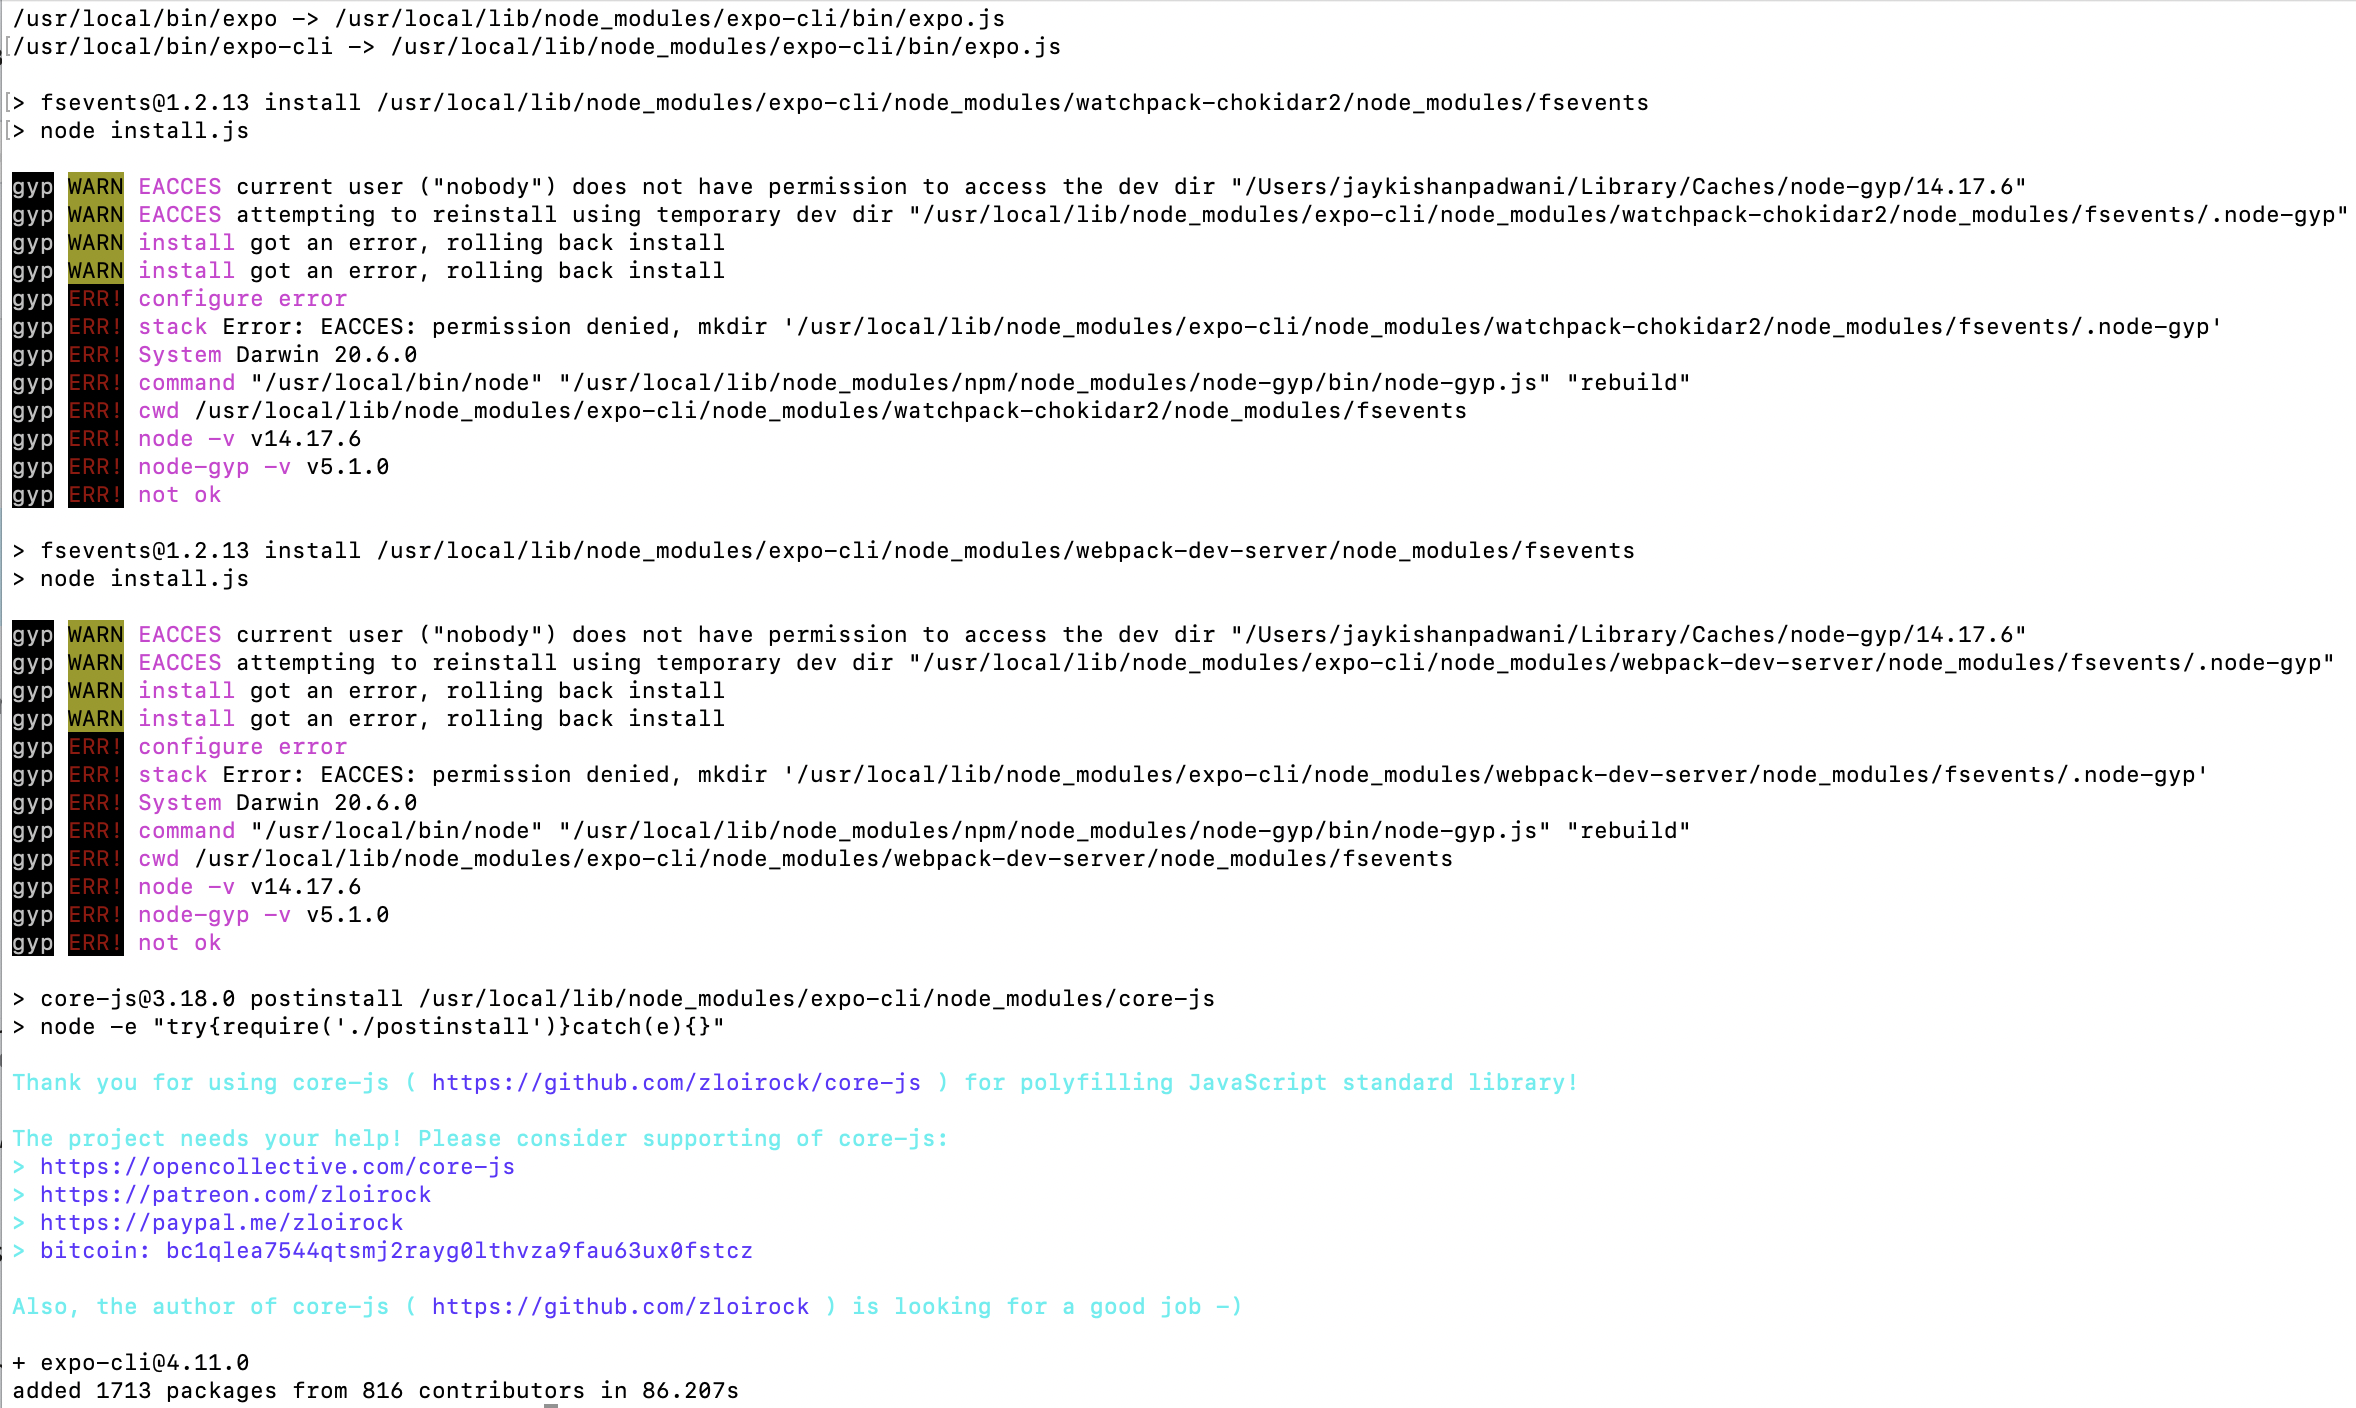 /usr/local/bin/expo -> /usr/local/lib/node_modules/expo-cli/bin/expo.js
/usr/local/bin/expo-cli -> /usr/local/lib/node_modules/expo-cli/bin/expo.js
> fsevents@1.2.13 install /usr/local/lib/node_modules/expo-cli/node_modules/watchpack-chokidar2/node_modules/fsevents
> node install.js
gyp WARN EACCES current user ("nobody") does not have permission to access the dev dir "/Users/jaykishanpadwani/Library/Caches/node-gyp/14.17.6"
gyp WARN EACCES attempting to reinstall using temporary dev dir "/usr/local/lib/node_modules/expo-cli/node_modules/watchpack-chokidar2/node_modules/fsevents/.node-gyp"
gyp WARN install got an error, rolling back install
gyp WARN install got an error, rolling back install
gyp ERR! configure error
gyp ERR! stack Error: EACCES: permission denied, mkdir '/usr/local/lib/node_modules/expo-cli/node_modules/watchpack-chokidar2/node_modules/fsevents/.node-gyp'
gyp ERR! System Darwin 20.6.0
gyp ERR! command "/usr/local/bin/node" "/usr/local/lib/node_modules/npm/node_modules/node-gyp/bin/node-gyp.js" "rebuild"
gyp ERR! cwd /usr/local/lib/node_modules/expo-cli/node_modules/watchpack-chokidar2/node_modules/fsevents
gyp ERR! node -v v14.17.6
gyp ERR! node-gyp -v v5.1.0
gyp ERR! not ok
> fsevents@1.2.13 install /usr/local/lib/node_modules/expo-cli/node_modules/webpack-dev-server/node_modules/fsevents
> node install.js
gyp WARN EACCES current user ("nobody") does not have permission to access the dev dir "/Users/jaykishanpadwani/Library/Caches/node-gyp/14.17.6"
gyp WARN EACCES attempting to reinstall using temporary dev dir "/usr/local/lib/node_modules/expo-cli/node_modules/webpack-dev-server/node_modules/fsevents/.node-gyp"
gyp WARN install got an error, rolling back install
gyp WARN install got an error, rolling back install
gyp ERR! configure error
gyp ERR! stack Error: EACCES: permission denied, mkdir '/usr/local/lib/node_modules/expo-cli/node_modules/webpack-dev-server/node_modules/fsevents/.node-gyp'
gyp ERR! System Darwin 20.6.0
gyp ERR! command "/usr/local/bin/node" "/usr/local/lib/node_modules/npm/node_modules/node-gyp/bin/node-gyp.js" "rebuild"
gyp ERR! cwd /usr/local/lib/node_modules/expo-cli/node_modules/webpack-dev-server/node_modules/fsevents
gyp ERR! node -v v14.17.6
gyp ERR! node-gyp -v v5.1.0
gyp ERR! not ok
> core-js@3.18.0 postinstall /usr/local/lib/node_modules/expo-cli/node_modules/core-js
> node -e "try{require('./postinstall')}catch(e){}"
Thank you for using core-js ( https://github.com/zloirock/core-js ) for polyfilling JavaScript standard library!
The project needs your help! Please consider supporting of core-js:
> https://opencollective.com/core-js
> https://patreon.com/zloirock
> https://paypal.me/zloirock
> bitcoin: bc1qlea7544qtsmj2rayg0lthvza9fau63ux0fstcz
Also, the author of core-js ( https://github.com/zloirock ) is looking for a good job -)
+ expo-cli@4.11.0
added 1713 packages from 816 contributors in 86.207s